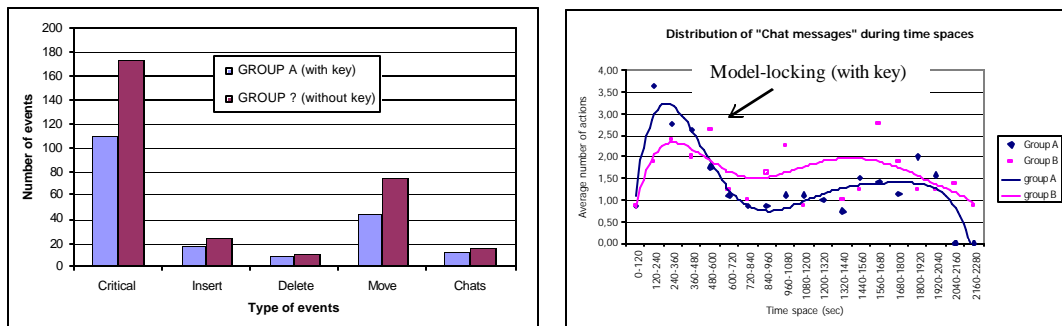 Number of events
200
180
160
140
120
100
80
60
40
20
0
GROUP A (with key)
GROUP ? (without key)
Critical
Insert
Delete
Move
Chats
Type of events
Distribution of "Chat messages" during time spaces
Model-locking (with key)
Average number of actions
4,00
3,50
3,00
2,50
2,00
1,50
1,00
0,50
0,00
0-120
120-240
240-360
360-480
480-600
600-720
720-840
840-960
960-1080
1080-1200
1200-1320
1320-1440
1440-1560
1560-1680
1680-1800
1800-1920
1920-2040
2040-2160
2160-2280
Time space (sec)
Group A
Group B
group A
group B